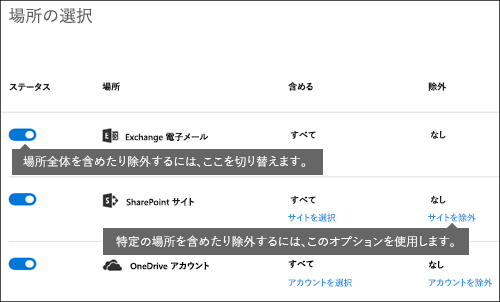 場所の選択
ステータス 場所 含める 除外
Exchange 電子メール すべて なし
場所全体を含めたり除外するには、ここを切り替えます。
SharePoint サイト すべて なし
サイトを選択 サイトを除外
特定の場所を含めたり除外するには、このオプションを使用します。
OneDrive アカウント すべて なし
アカウントを選択 アカウントを除外